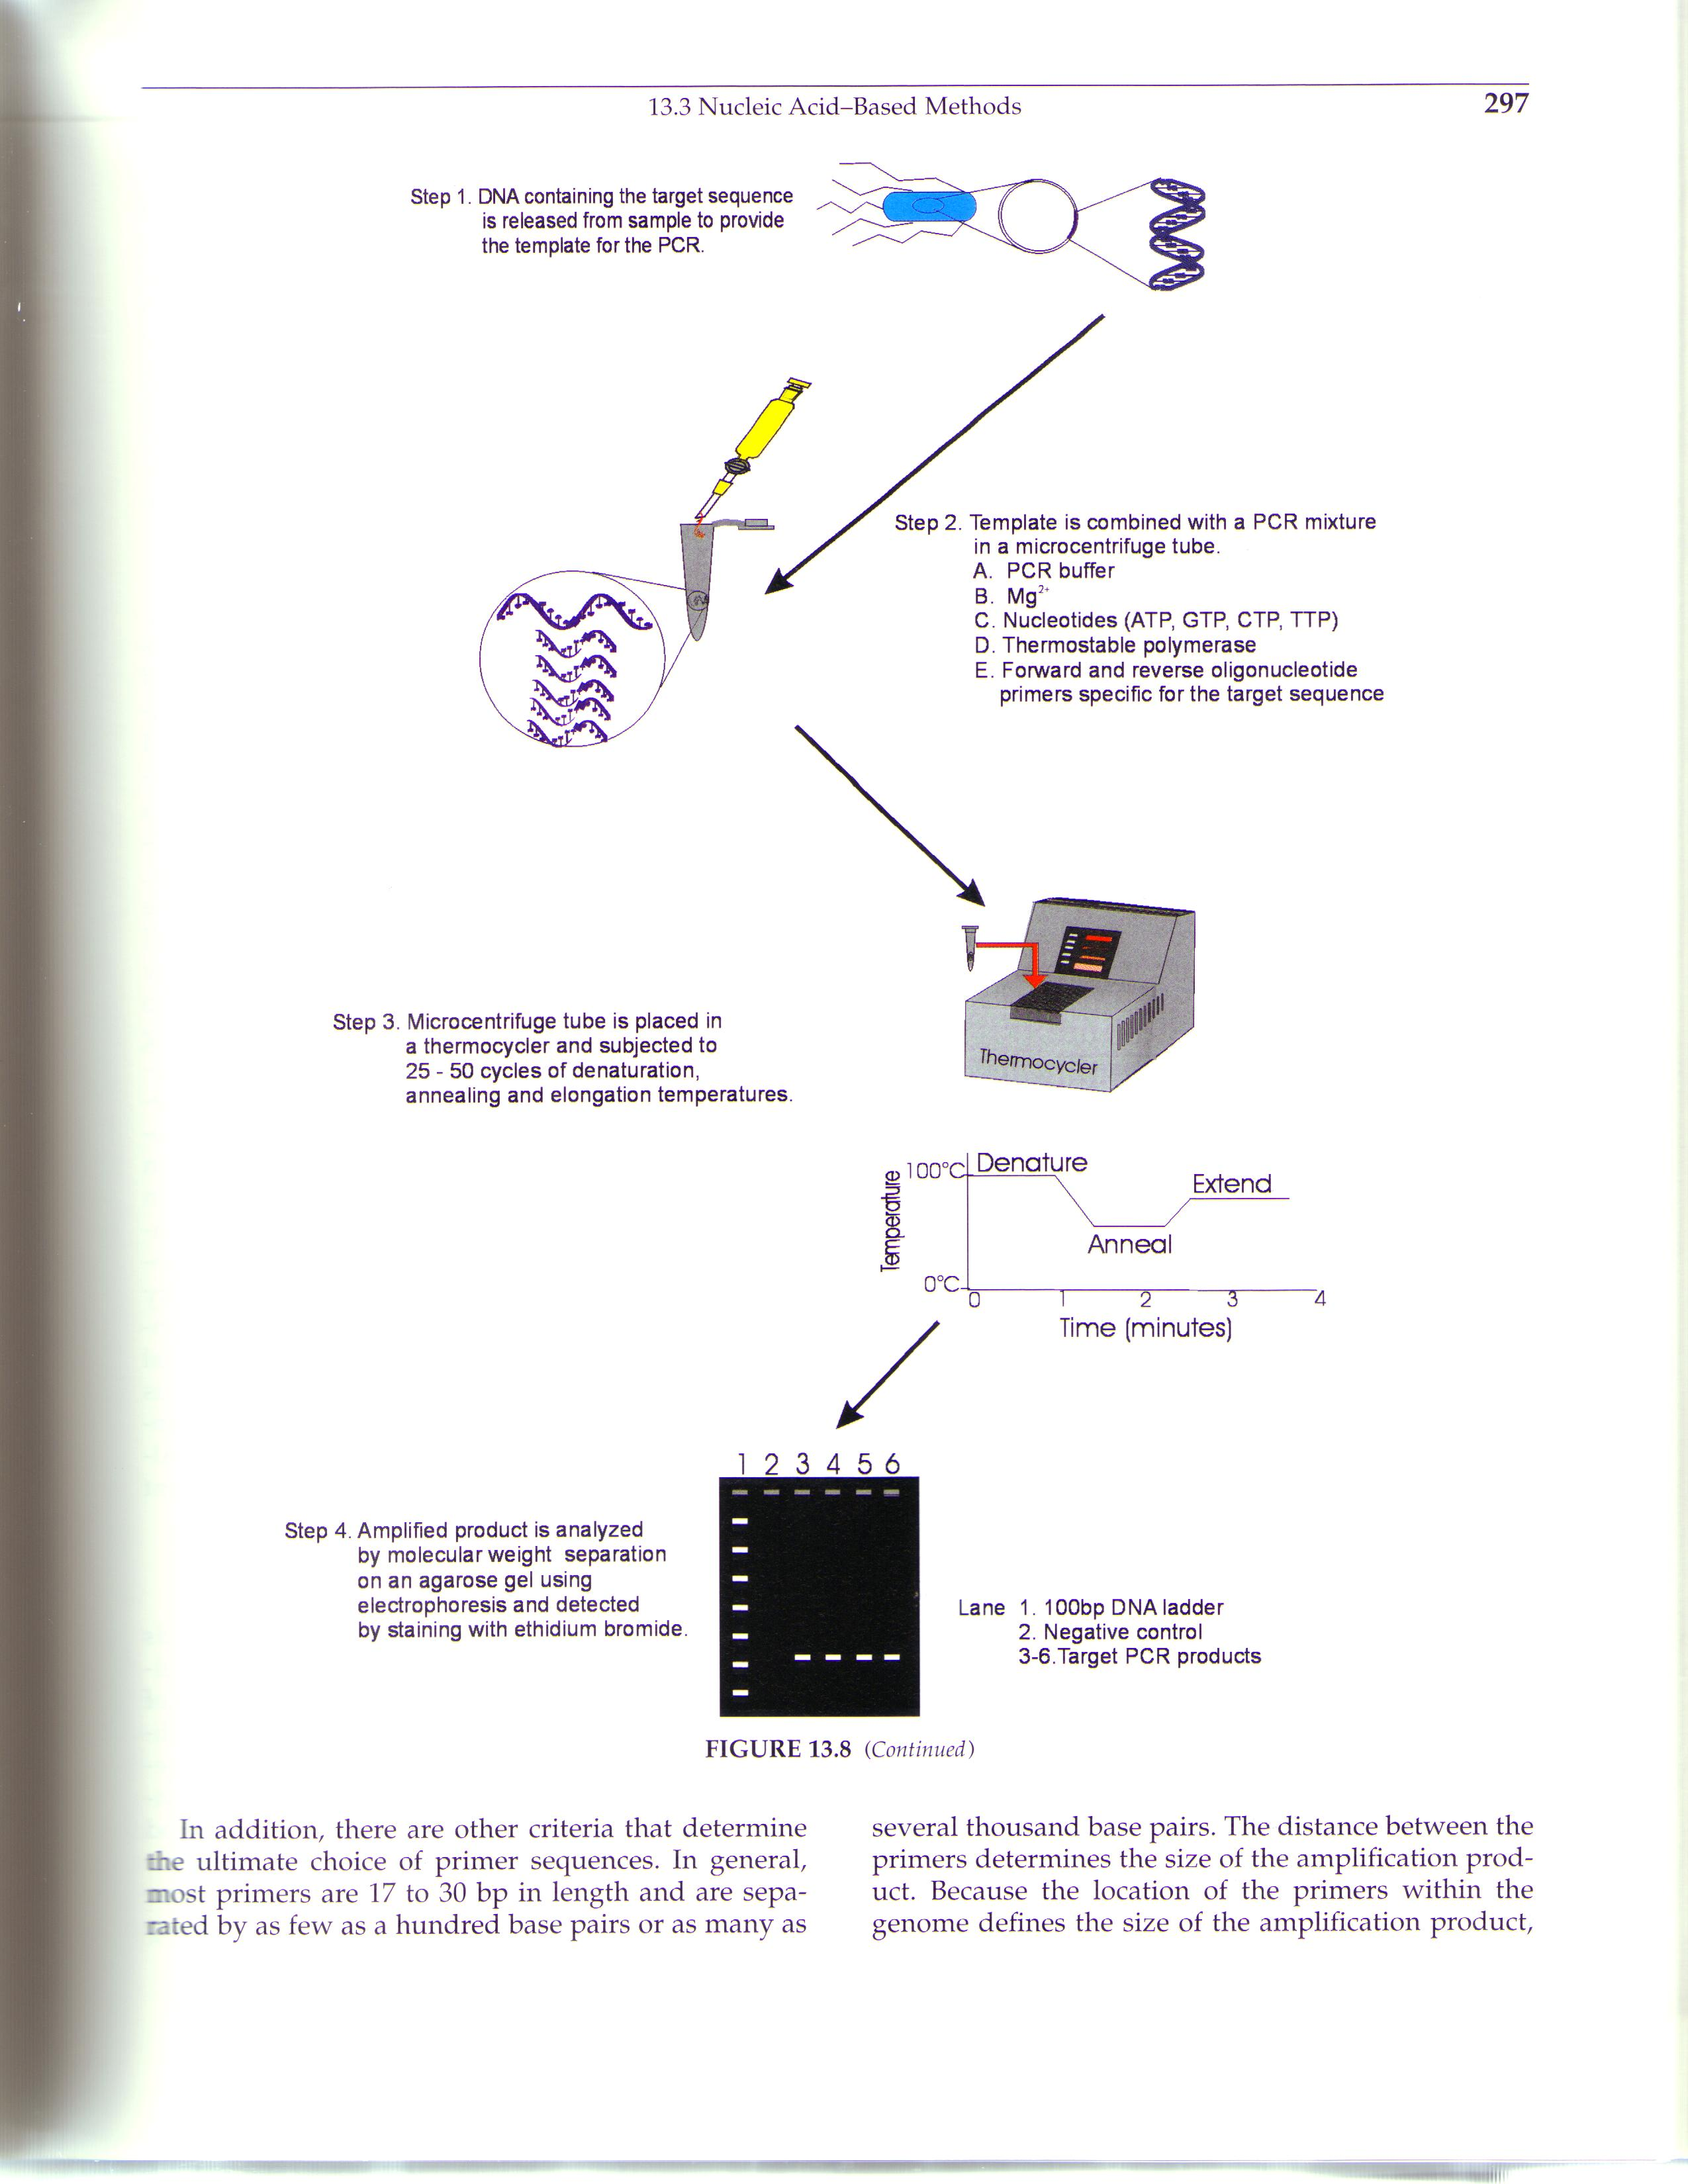 13.3 Nucleic Acid–Based Methods
297
Step 1. DNA containing the target sequence
is released from sample to provide
the template for the PCR.
Step 2. Template is combined with a PCR mixture
in a microcentrifuge tube.
A. PCR buffer
B. Mg²⁺
C. Nucleotides (ATP, GTP, CTP, TTP)
D. Thermostable polymerase
E. Forward and reverse oligonucleotide
primers specific for the target sequence
Thermocycler
Step 3. Microcentrifuge tube is placed in
a thermocycler and subjected to
25 - 50 cycles of denaturation,
annealing and elongation temperatures.
Temperature
100°C
Denature
Extend
Anneal
0°C
0 1 2 3 4
Time (minutes)
1 2 3 4 5 6
Step 4. Amplified product is analyzed
by molecular weight separation
on an agarose gel using
electrophoresis and detected
by staining with ethidium bromide.
Lane 1. 100bp DNA ladder
2. Negative control
3-6.Target PCR products
FIGURE 13.8 (Continued)
In addition, there are other criteria that determine
the ultimate choice of primer sequences. In general,
most primers are 17 to 30 bp in length and are sepa-
rated by as few as a hundred base pairs or as many as
several thousand base pairs. The distance between the
primers determines the size of the amplification prod-
uct. Because the location of the primers within the
genome defines the size of the amplification product,